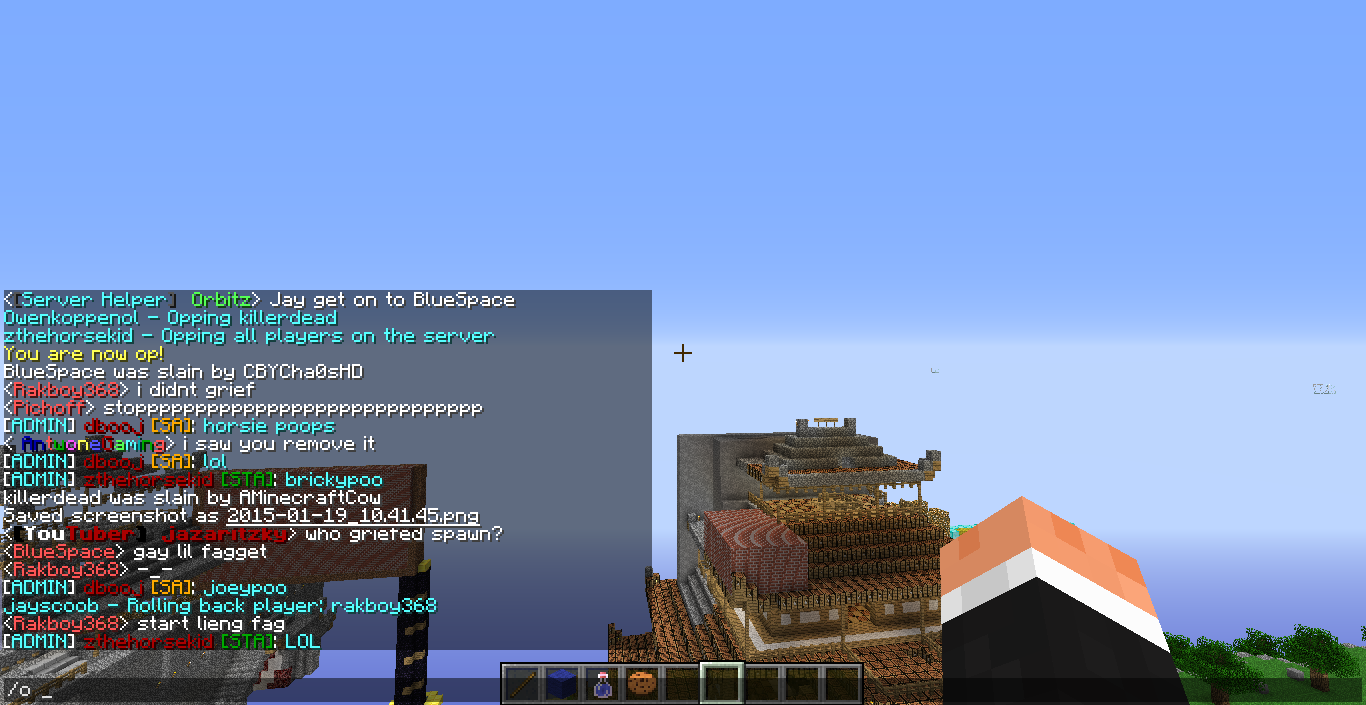 <[Server Helper] Orbitz> Jay get on to BlueSpace
Owenkoppenol - Opping killerdead
zthehorsekid - Opping all players on the server
You are now op!
BlueSpace was slain by CBYCha0sHD
<Rakboy368> i didnt grief
<Pichoff> stopppppppppppppppppppppppppppppp
[ADMIN] dbooj [SA]: horsie poops
< AntwoneGaming> i saw you remove it
[ADMIN] dbooj [SA]: lol
[ADMIN] zthehorsekid [STA]: brickypoo
killerdead was slain by AMinecraftCow
Saved screenshot as 2015-01-19_10.41.45.png
<[YouTuber] jazaritzky> who griefed spawn?
<BlueSpace> gay lil fagget
<Rakboy368> -_-
[ADMIN] dbooj [SA]: joeypoo
jayscoob - Rolling back player: rakboy368
<Rakboy368> start lieng fag
[ADMIN] zthehorsekid [STA]: LOL
/o _